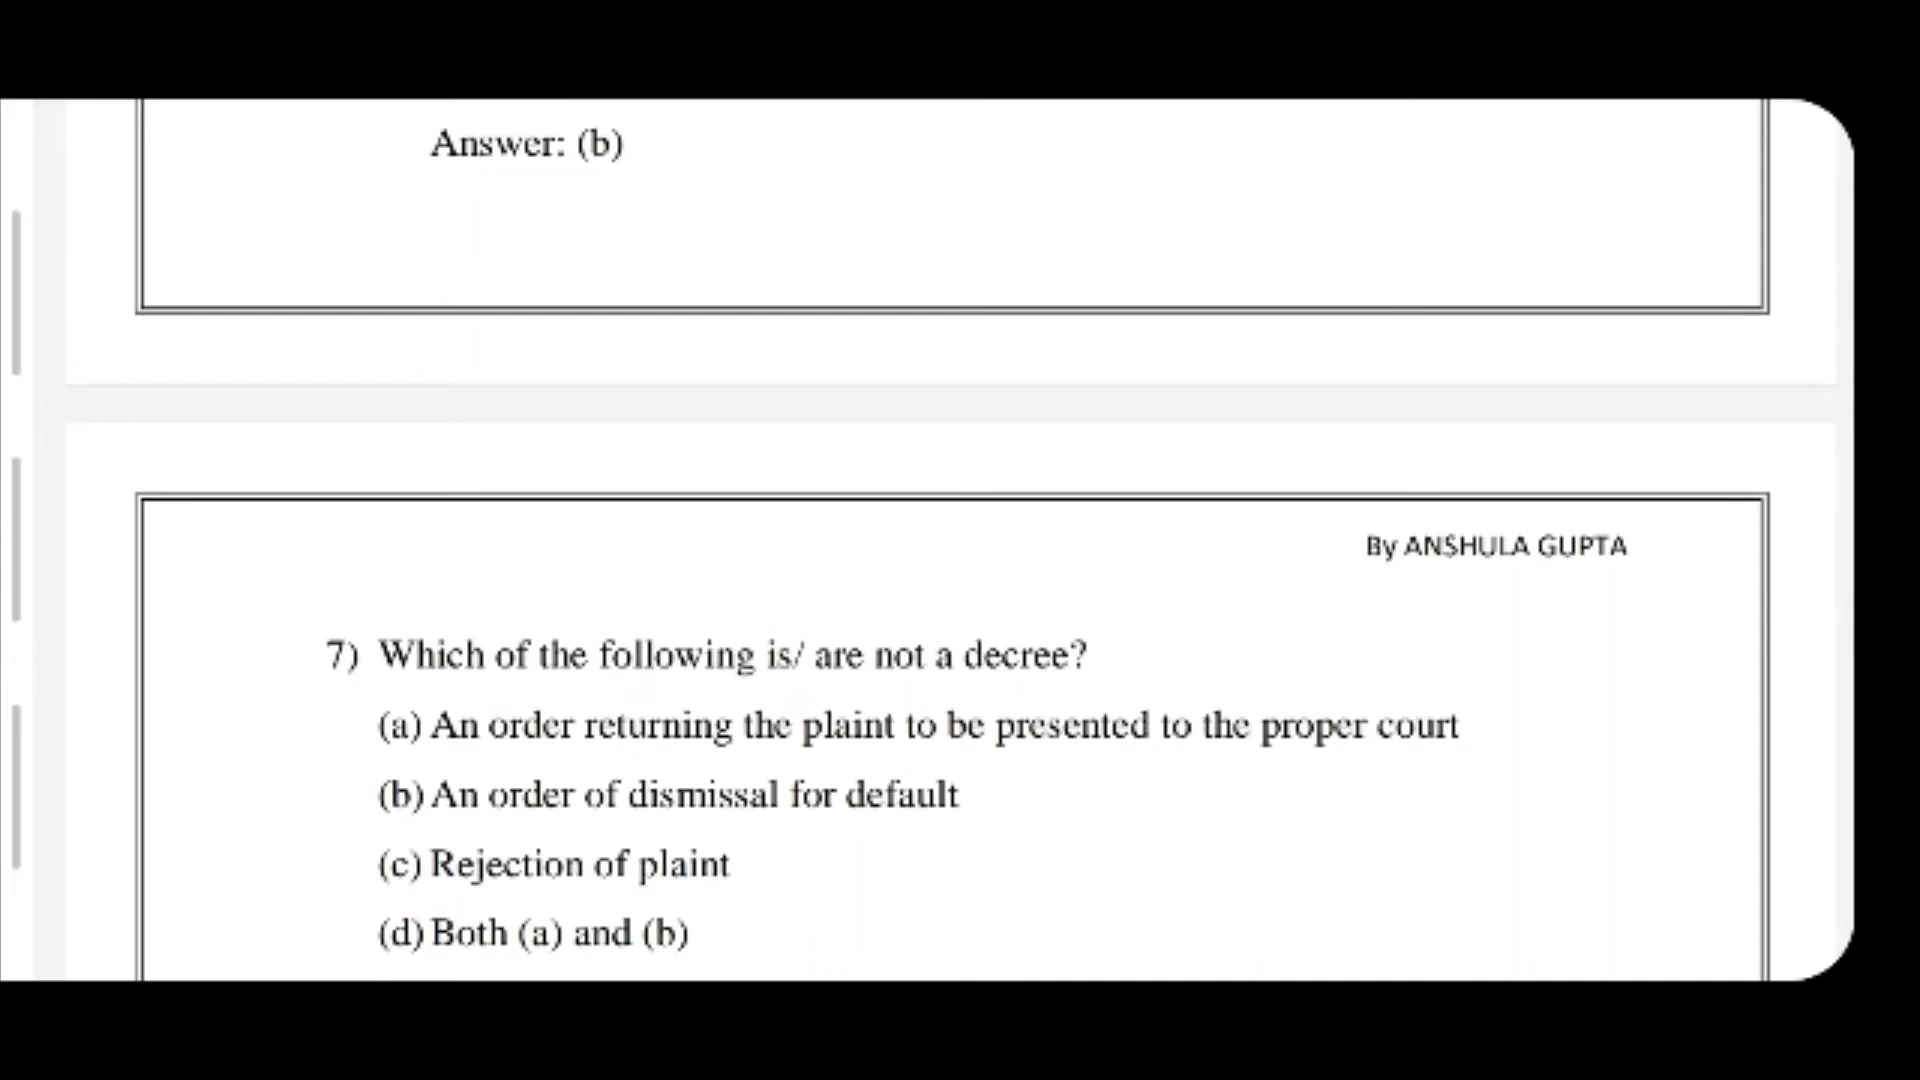 Answer: (b)
By ANSHULA GUPTA
7) Which of the following is/ are not a decree?
(a) An order returning the plaint to be presented to the proper court
(b) An order of dismissal for default
(c) Rejection of plaint
(d) Both (a) and (b)